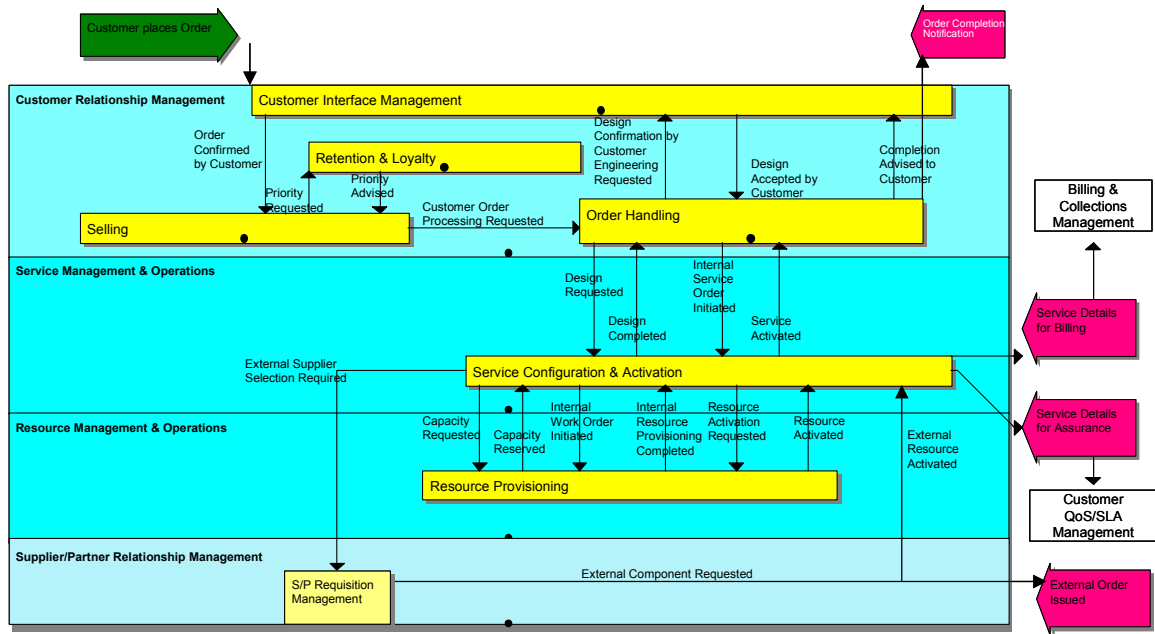 Customer places Order
Order Completion
Notification
Customer Relationship Management
Customer Interface Management
Order
Confirmed
by Customer
Retention & Loyalty
Design
Confirmation by
Customer
Engineering
Requested
Design
Accepted by
Customer
Completion
Advised to
Customer
Priority
Requested
Priority
Advised
Billing &
Collections
Management
Selling
Customer Order
Processing Requested
Order Handling
Service Management & Operations
Design
Requested
Design
Completed
Internal
Service
Order
Initiated
Service
Activated
Service Details
for Billing
External Supplier
Selection Required
Service Configuration & Activation
Resource Management & Operations
Capacity
Requested
Capacity
Reserved
Internal
Work Order
Initiated
Internal
Resource
Provisioning
Completed
Resource
Activation
Requested
Resource
Activated
External
Resource
Activated
Service Details
for Assurance
Resource Provisioning
Customer
QoS/SLA
Management
Supplier/Partner Relationship Management
S/P Requisition
Management
External Component Requested
External Order
Issued